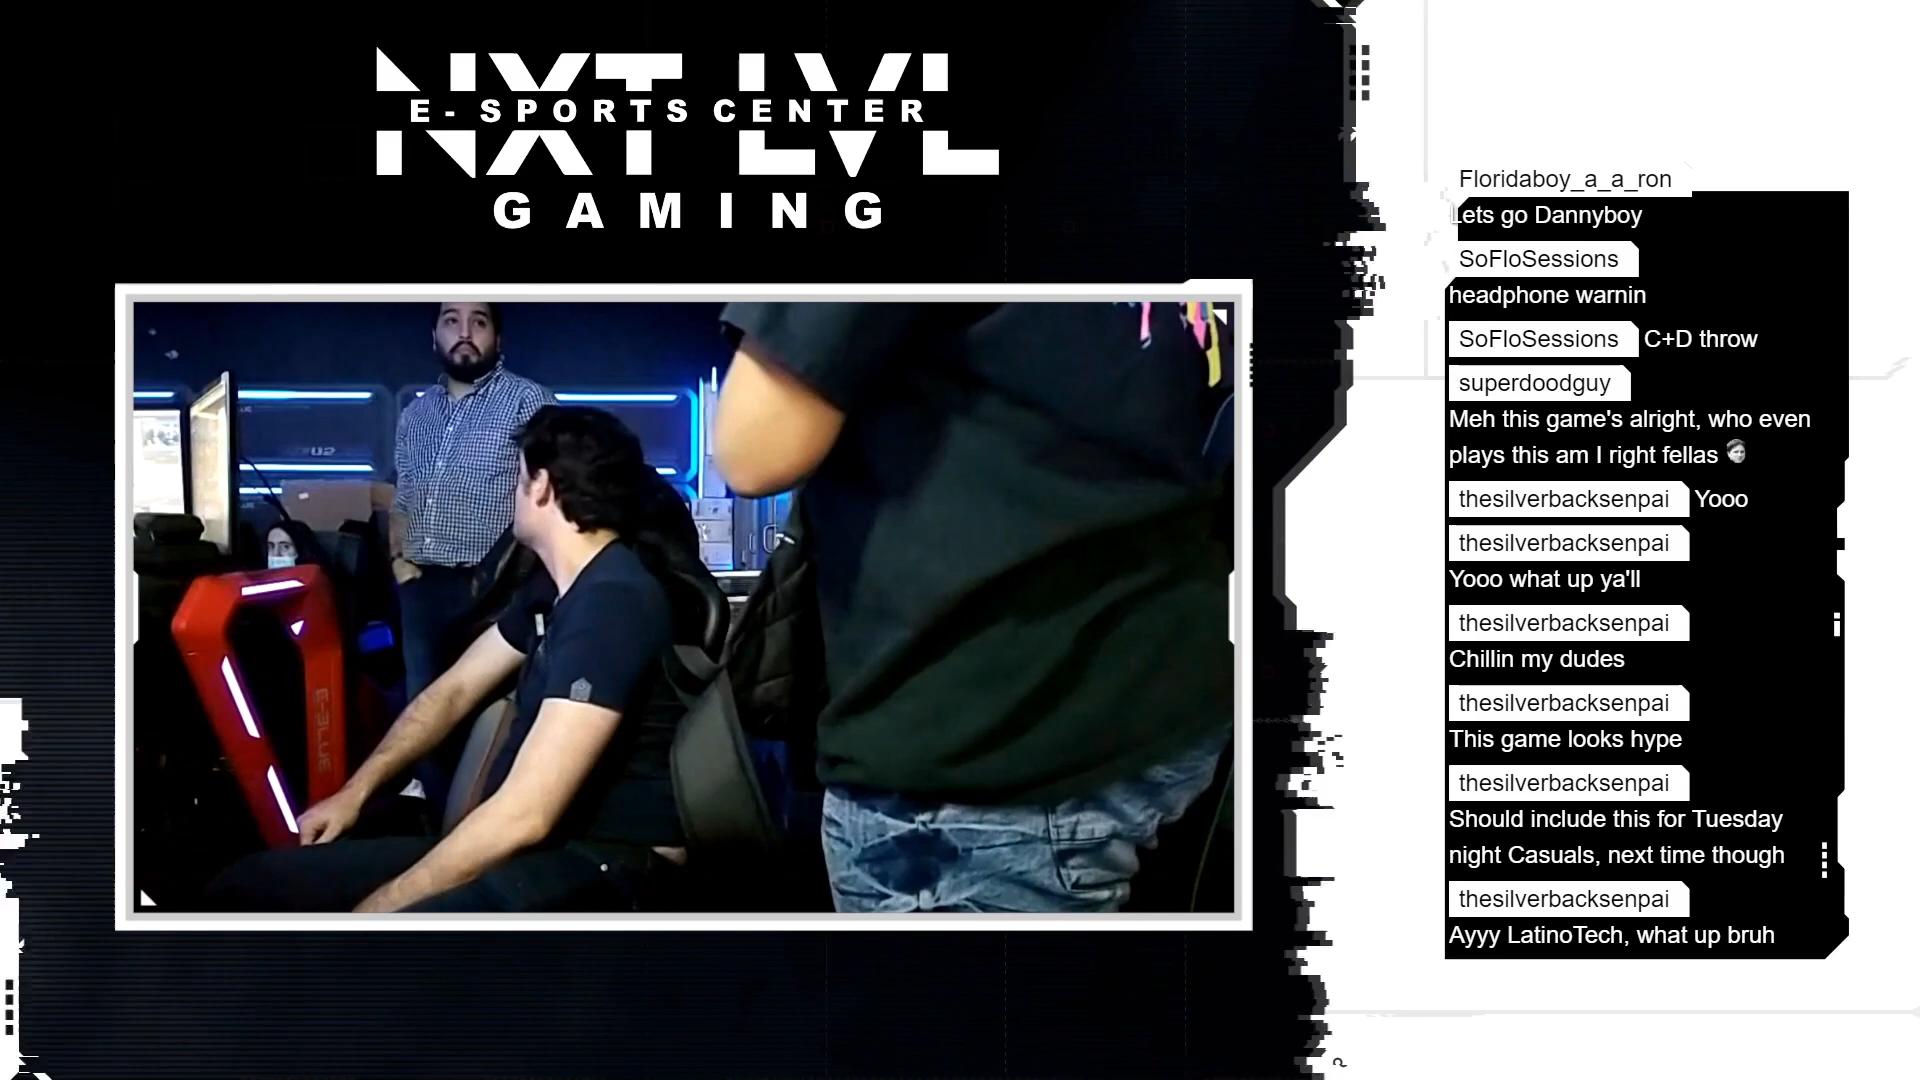 NXT LVL
E-SPORTS CENTER
GAMING
Floridaboy_a_a_ron
Lets go Dannyboy
SoFloSessions
headphone warnin
SoFloSessions C+D throw
superdoodguy
Meh this game's alright, who even
plays this am I right fellas
thesilverbacksenpai Yooo
thesilverbacksenpai
Yooo what up ya'll
thesilverbacksenpai
Chillin my dudes
thesilverbacksenpai
This game looks hype
thesilverbacksenpai
Should include this for Tuesday
night Casuals, next time though
thesilverbacksenpai
Ayyy LatinoTech, what up bruh